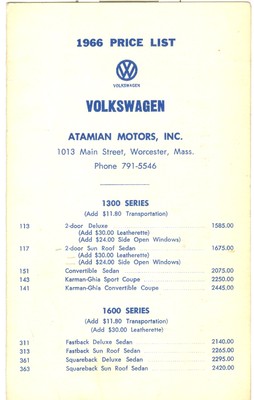 1966 PRICE LIST
VW
VOLKSWAGEN
VOLKSWAGEN
ATAMIAN MOTORS, INC.
1013 Main Street, Worcester, Mass.
Phone 791-5546
1300 SERIES
(Add $11.80 Transportation)
113 2-door Deluxe 1585.00
(Add $30.00 Leatherette)
(Add $24.00 Side Open Windows)
117 2-door Sun Roof Sedan 1675.00
(Add $30.00 Leatherette)
(Add $24.00 Side Open Windows)
151 Convertible Sedan 2075.00
143 Karman-Ghia Sport Coupe 2250.00
141 Karman-Ghia Convertible Coupe 2445.00
1600 SERIES
(Add $11.80 Transportation)
(Add $30.00 Leatherette)
311 Fastback Deluxe Sedan 2140.00
313 Fastback Sun Roof Sedan 2265.00
361 Squareback Deluxe Sedan 2295.00
363 Squareback Sun Roof Sedan 2420.00